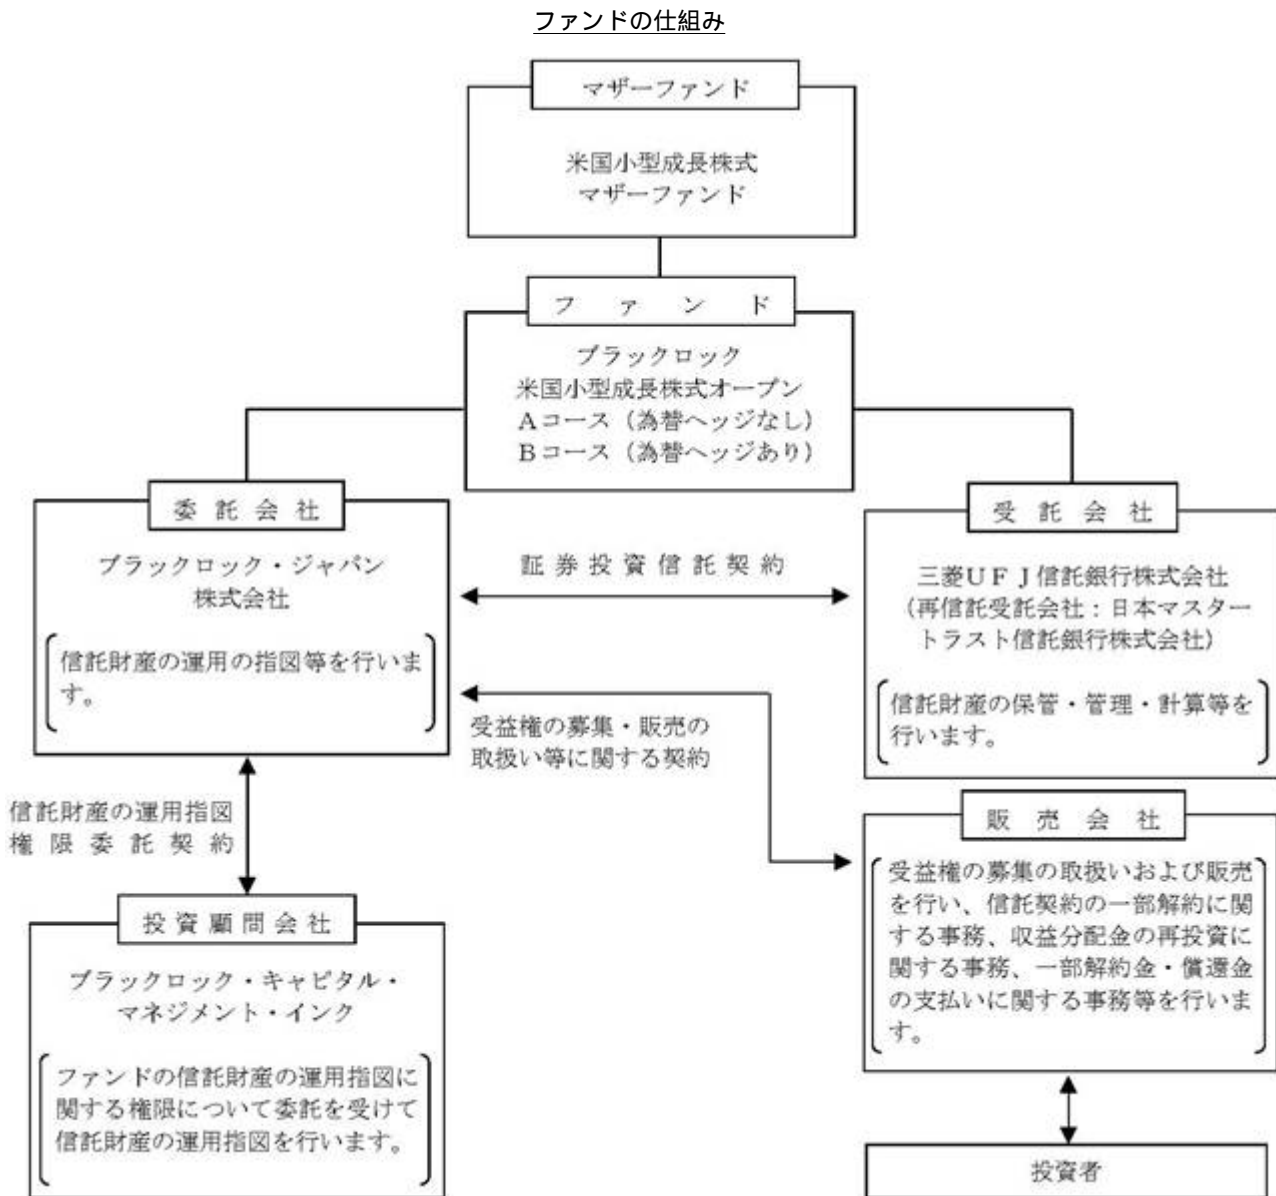 ファンドの仕組み
マザーファンド
米国小型成長株式
マザーファンド
ファンド
ブラックロック
米国小型成長株式オープン
Aコース（為替ヘッジなし）
Bコース（為替ヘッジあり）
委託会社
ブラックロック・ジャパン
株式会社
信託財産の運用の指図等を行いま
す。
証券投資信託契約
受託会社
三菱UFJ信託銀行株式会社
（再信託受託会社：日本マスター
トラスト信託銀行株式会社）
信託財産の保管・管理・計算等を
行います。
受益権の募集・販売の
取扱い等に関する契約
信託財産の運用指図
権限委託契約
販売会社
受益権の募集の取扱いおよび販売
を行い、信託契約の一部解約に関
する事務、収益分配金の再投資に
関する事務、一部解約金・償還金
の支払いに関する事務等を行いま
す。
投資顧問会社
ブラックロック・キャピタル・
マネジメント・インク
ファンドの信託財産の運用指図に
関する権限について委託を受けて
信託財産の運用指図を行います。
投資者